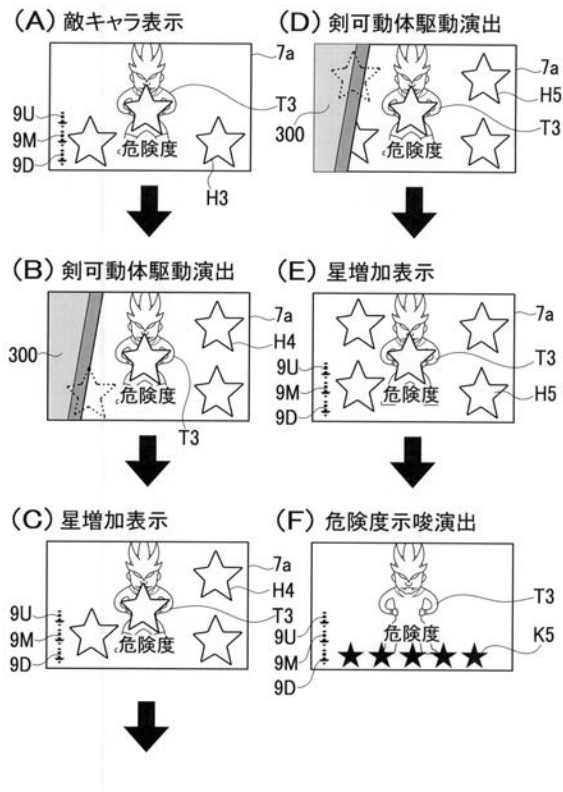 (A) 敵キャラ表示
7a
T3
9U
9M
9D
危険度
H3
(B) 剣可動体駆動演出
300
7a
H4
危険度
T3
(C) 星増加表示
7a
H4
T3
9U
9M
9D
危険度
(D) 剣可動体駆動演出
7a
H5
300
T3
危険度
(E) 星増加表示
7a
T3
9U
9M
9D
H5
危険度
(F) 危険度示唆演出
T3
9U
9M
9D
危険度
K5